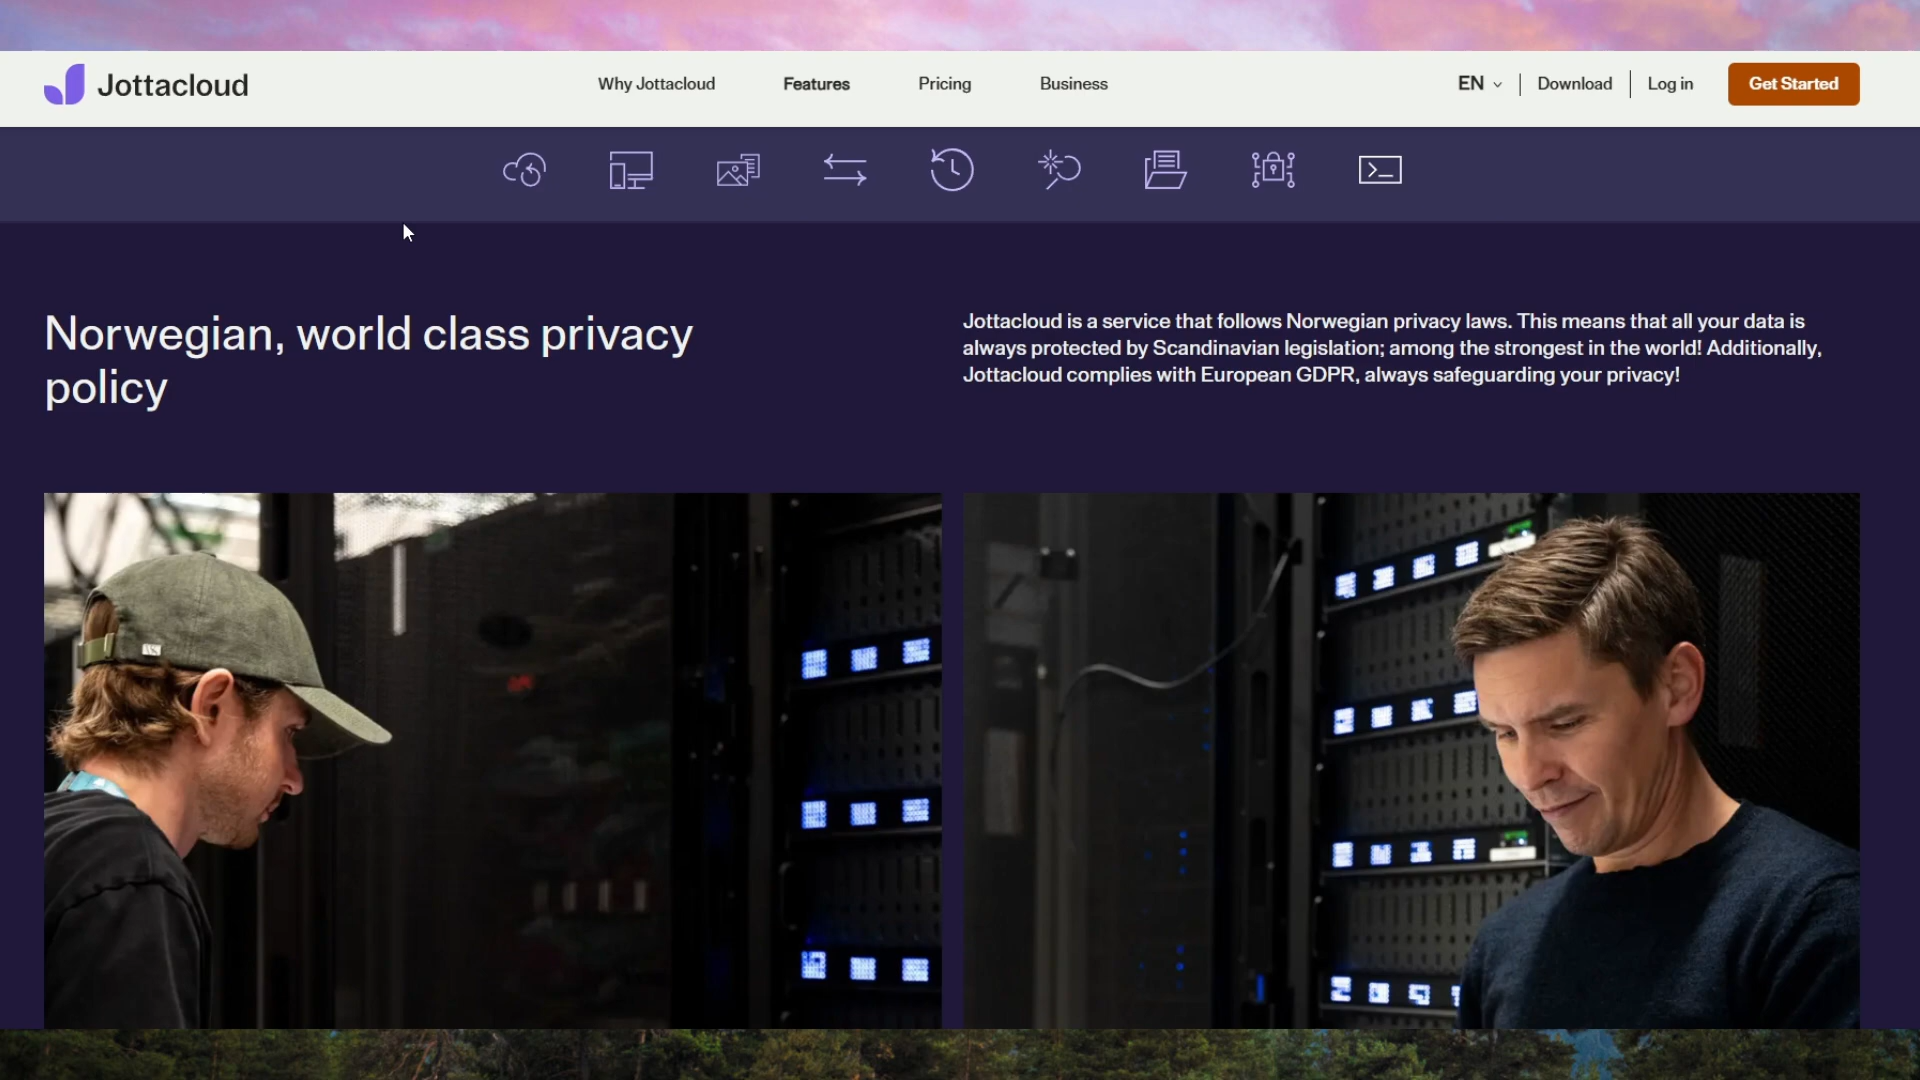 Jottacloud
Why Jottacloud
Features
Pricing
Business
EN
Download
Log in
Get Started
Norwegian, world class privacy
policy
Jottacloud is a service that follows Norwegian privacy laws. This means that all your data is
always protected by Scandinavian legislation; among the strongest in the world! Additionally,
Jottacloud complies with European GDPR, always safeguarding your privacy!